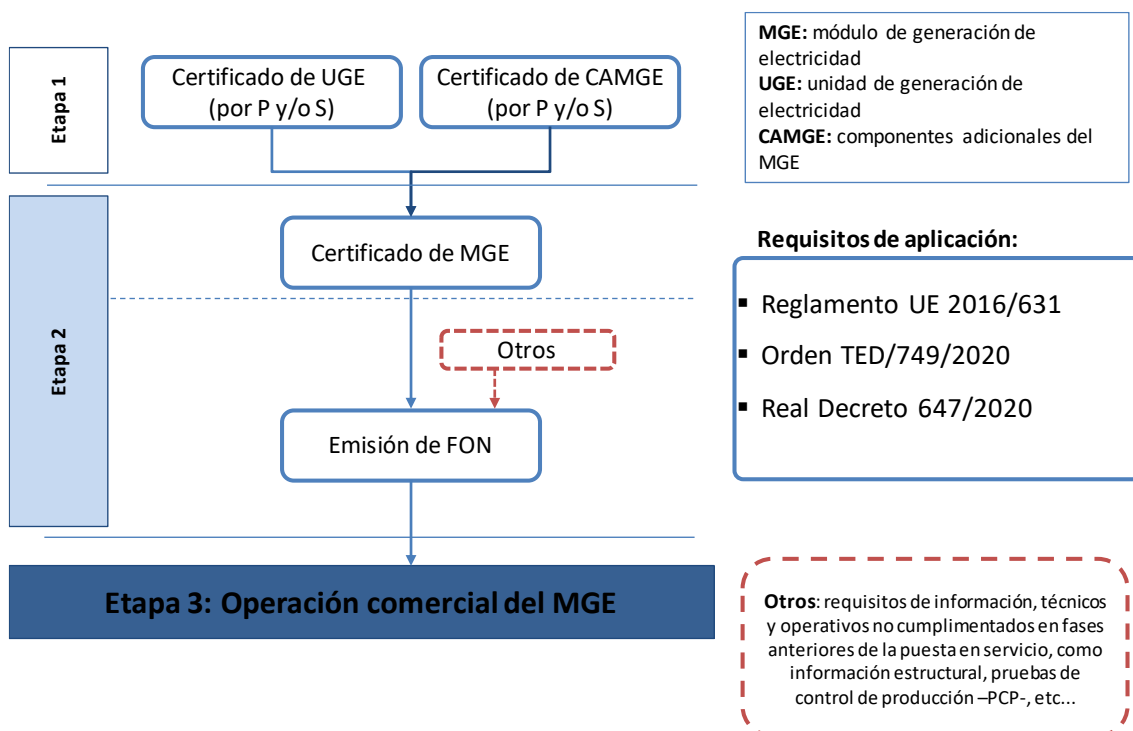 Etapa 1
Certificado de UGE
(por P y/o S)
Certificado de CAMGE
(por P y/o S)
MGE: módulo de generación de
electricidad
UGE: unidad de generación de
electricidad
CAMGE: componentes adicionales del
MGE
Etapa 2
Certificado de MGE
Otros
Emisión de FON
Requisitos de aplicación:
▪ Reglamento UE 2016/631
▪ Orden TED/749/2020
▪ Real Decreto 647/2020
Etapa 3: Operación comercial del MGE
Otros: requisitos de información, técnicos
y operativos no cumplimentados en fases
anteriores de la puesta en servicio, como
información estructural, pruebas de
control de producción –PCP-, etc...